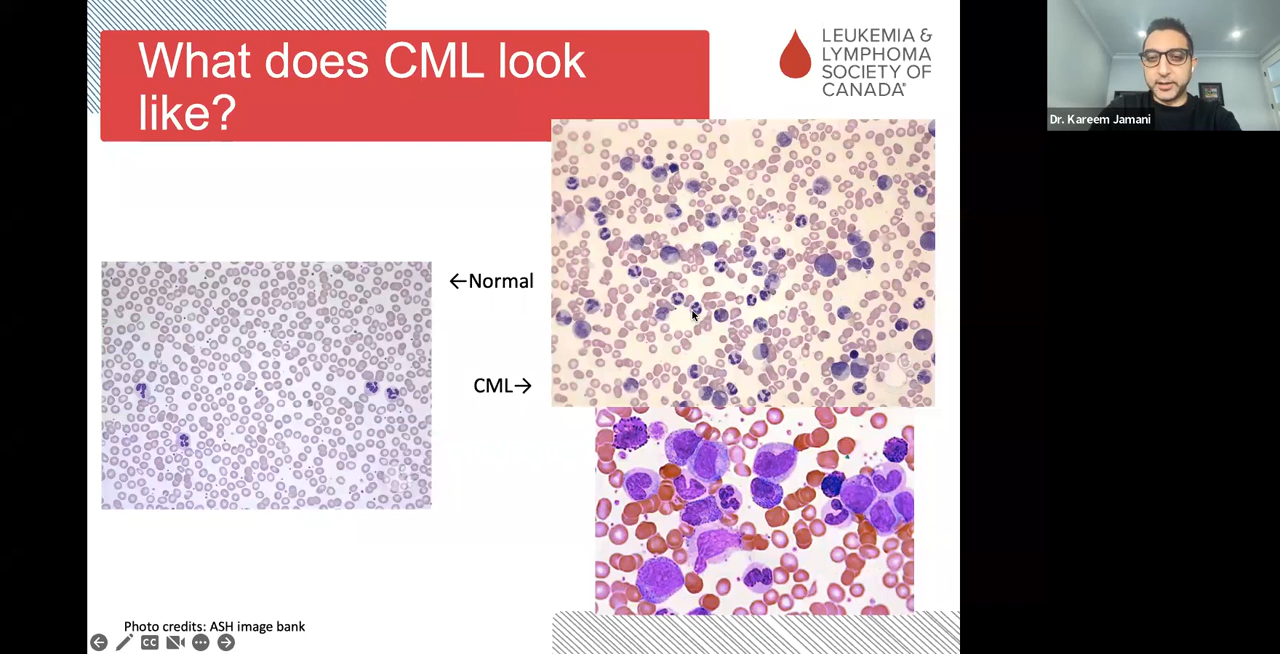 What does CML look
like?
LEUKEMIA &
LYMPHOMA
SOCIETY OF
CANADA®
Dr. Kareem Jamani
←Normal
CML→
Photo credits: ASH image bank
CC